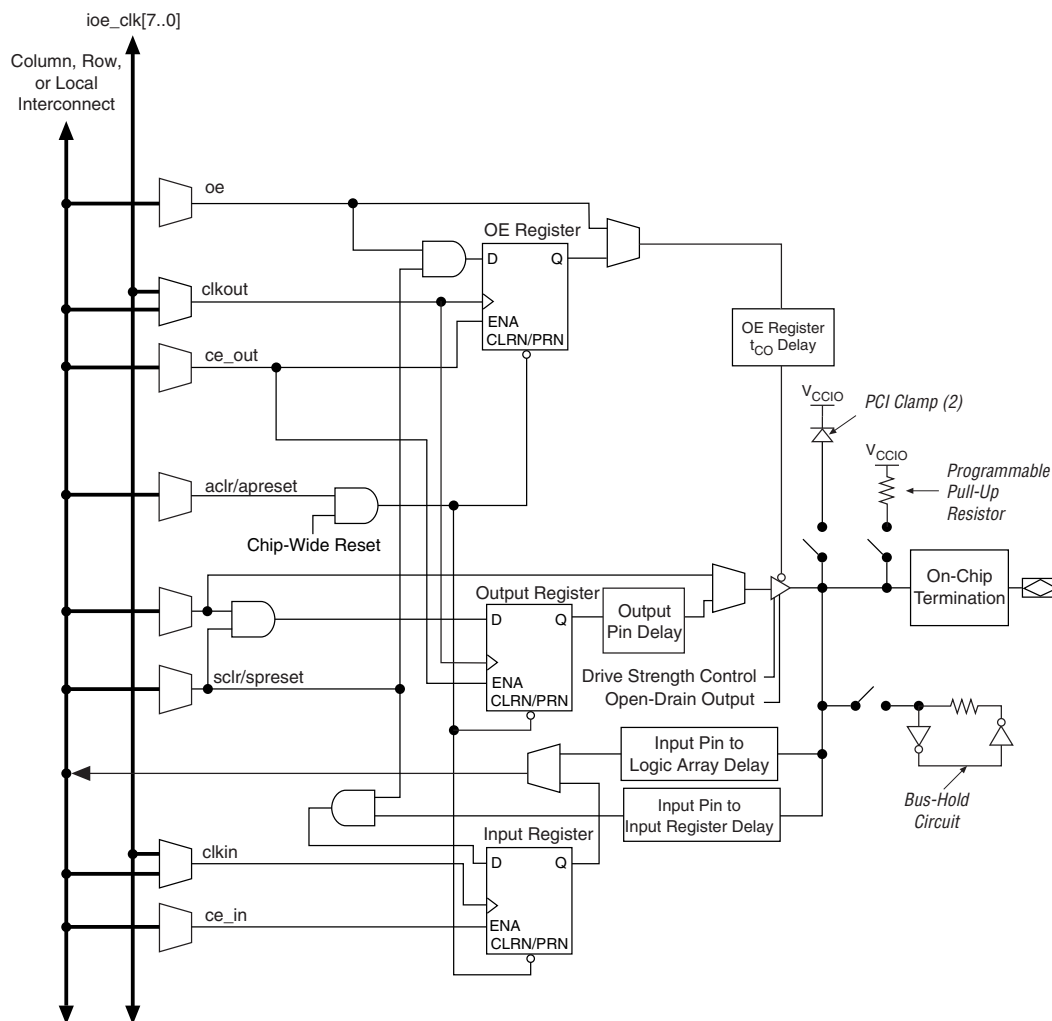 ioe_clk[7..0]
Column, Row,
or Local
Interconnect
oe
OE Register
D Q
clkout
ENA
CLRN/PRN
OE Register
tCO Delay
ce_out
VCCIO
PCI Clamp (2)
VCCIO
Programmable
Pull-Up
Resistor
aclr/apreset
Chip-Wide Reset
On-Chip
Termination
Output Register
D Q
Output
Pin Delay
sclr/spreset
ENA
CLRN/PRN
Drive Strength Control
Open-Drain Output
Input Pin to
Logic Array Delay
Input Pin to
Input Register Delay
Bus-Hold
Circuit
Input Register
D Q
clkin
ce_in
ENA
CLRN/PRN